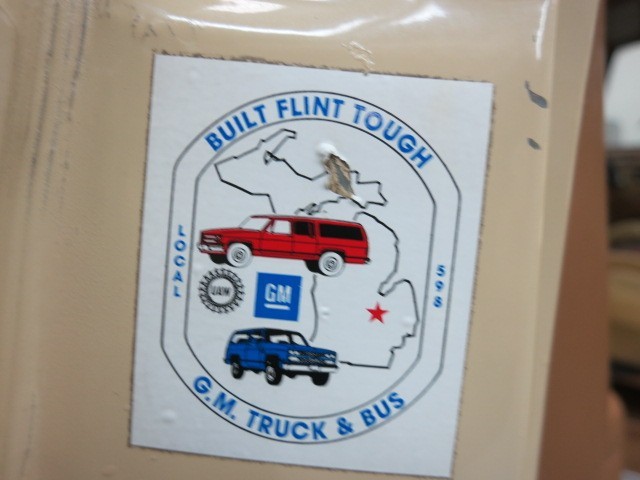 BUILT FLINT TOUGH
LOCAL
598
UAW
GM
G.M. TRUCK & BUS